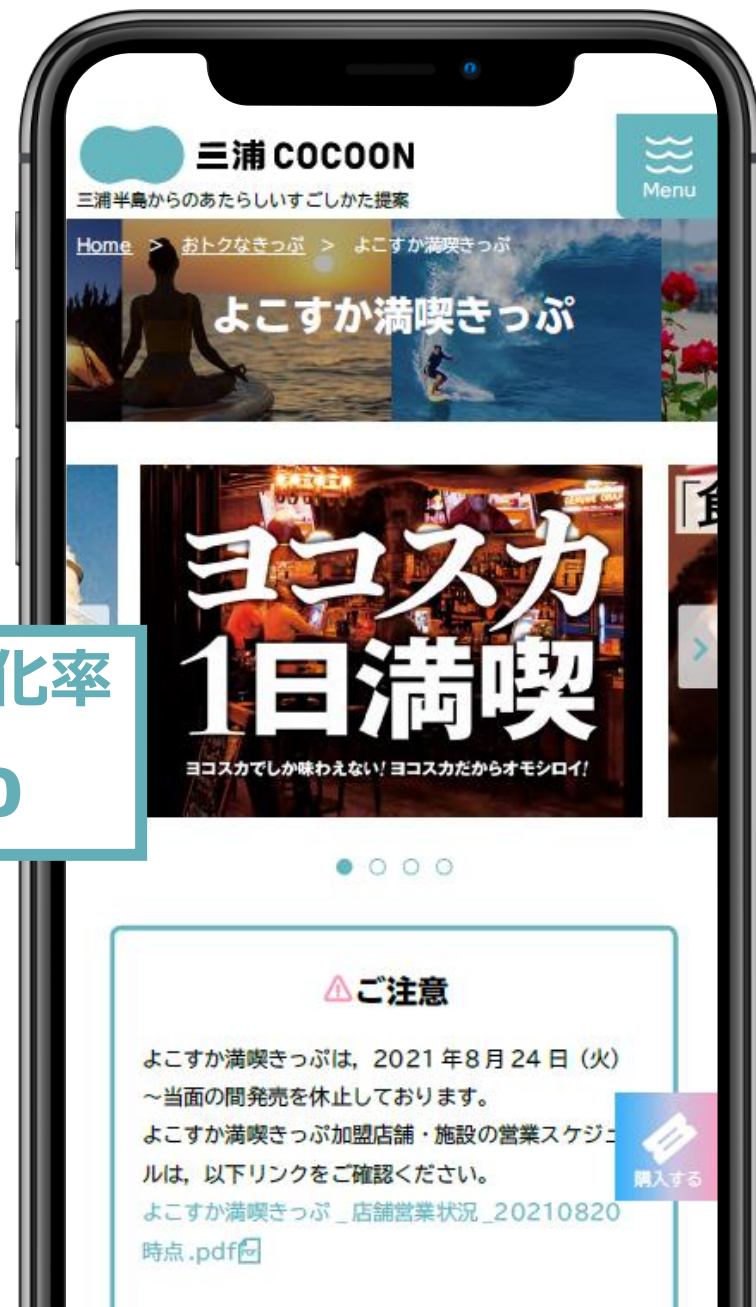 三浦COCOON
三浦半島からのあたらしいすごしかた提案
Menu
Home > おトクなきっぷ > よこすか満喫きっぷ
よこすか満喫きっぷ
ヨコスカ
1日満喫
ヨコスカでしか味わえない!ヨコスカだからオモシロイ!
「食
化率
ご注意
よこすか満喫きっぷは，2021年8月24日（火）
～当面の間発売を休止しております。
よこすか満喫きっぷ加盟店舗・施設の営業スケジュ
ールは，以下リンクをご確認ください。
よこすか満喫きっぷ_店舗営業状況_20210820
時点.pdf
PDF
購入する